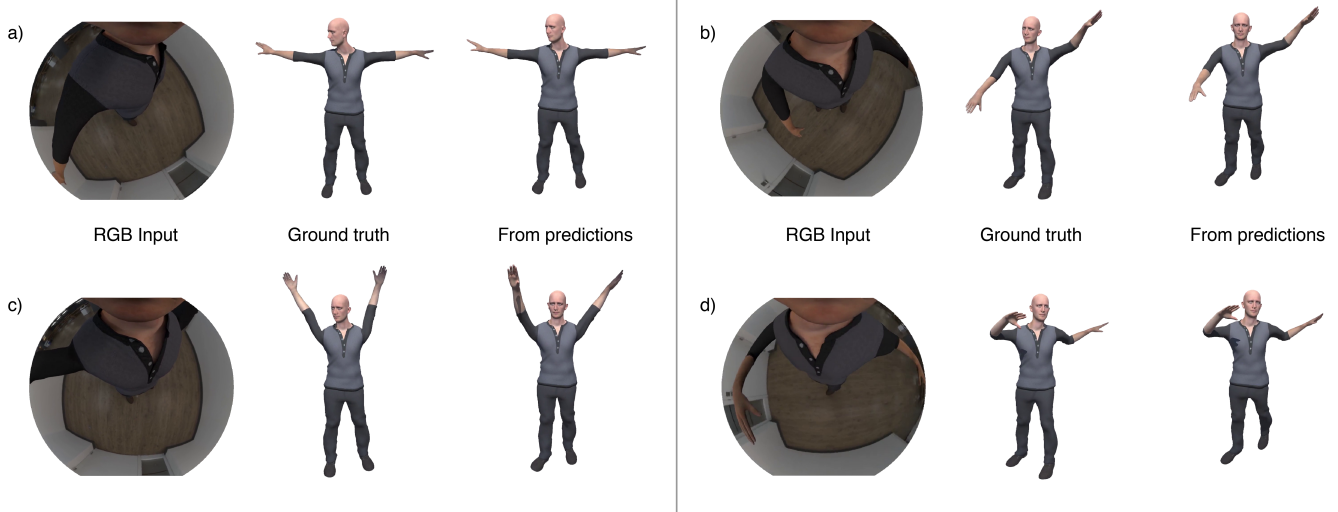 a)
b)
RGB Input
Ground truth
From predictions
RGB Input
Ground truth
From predictions
c)
d)